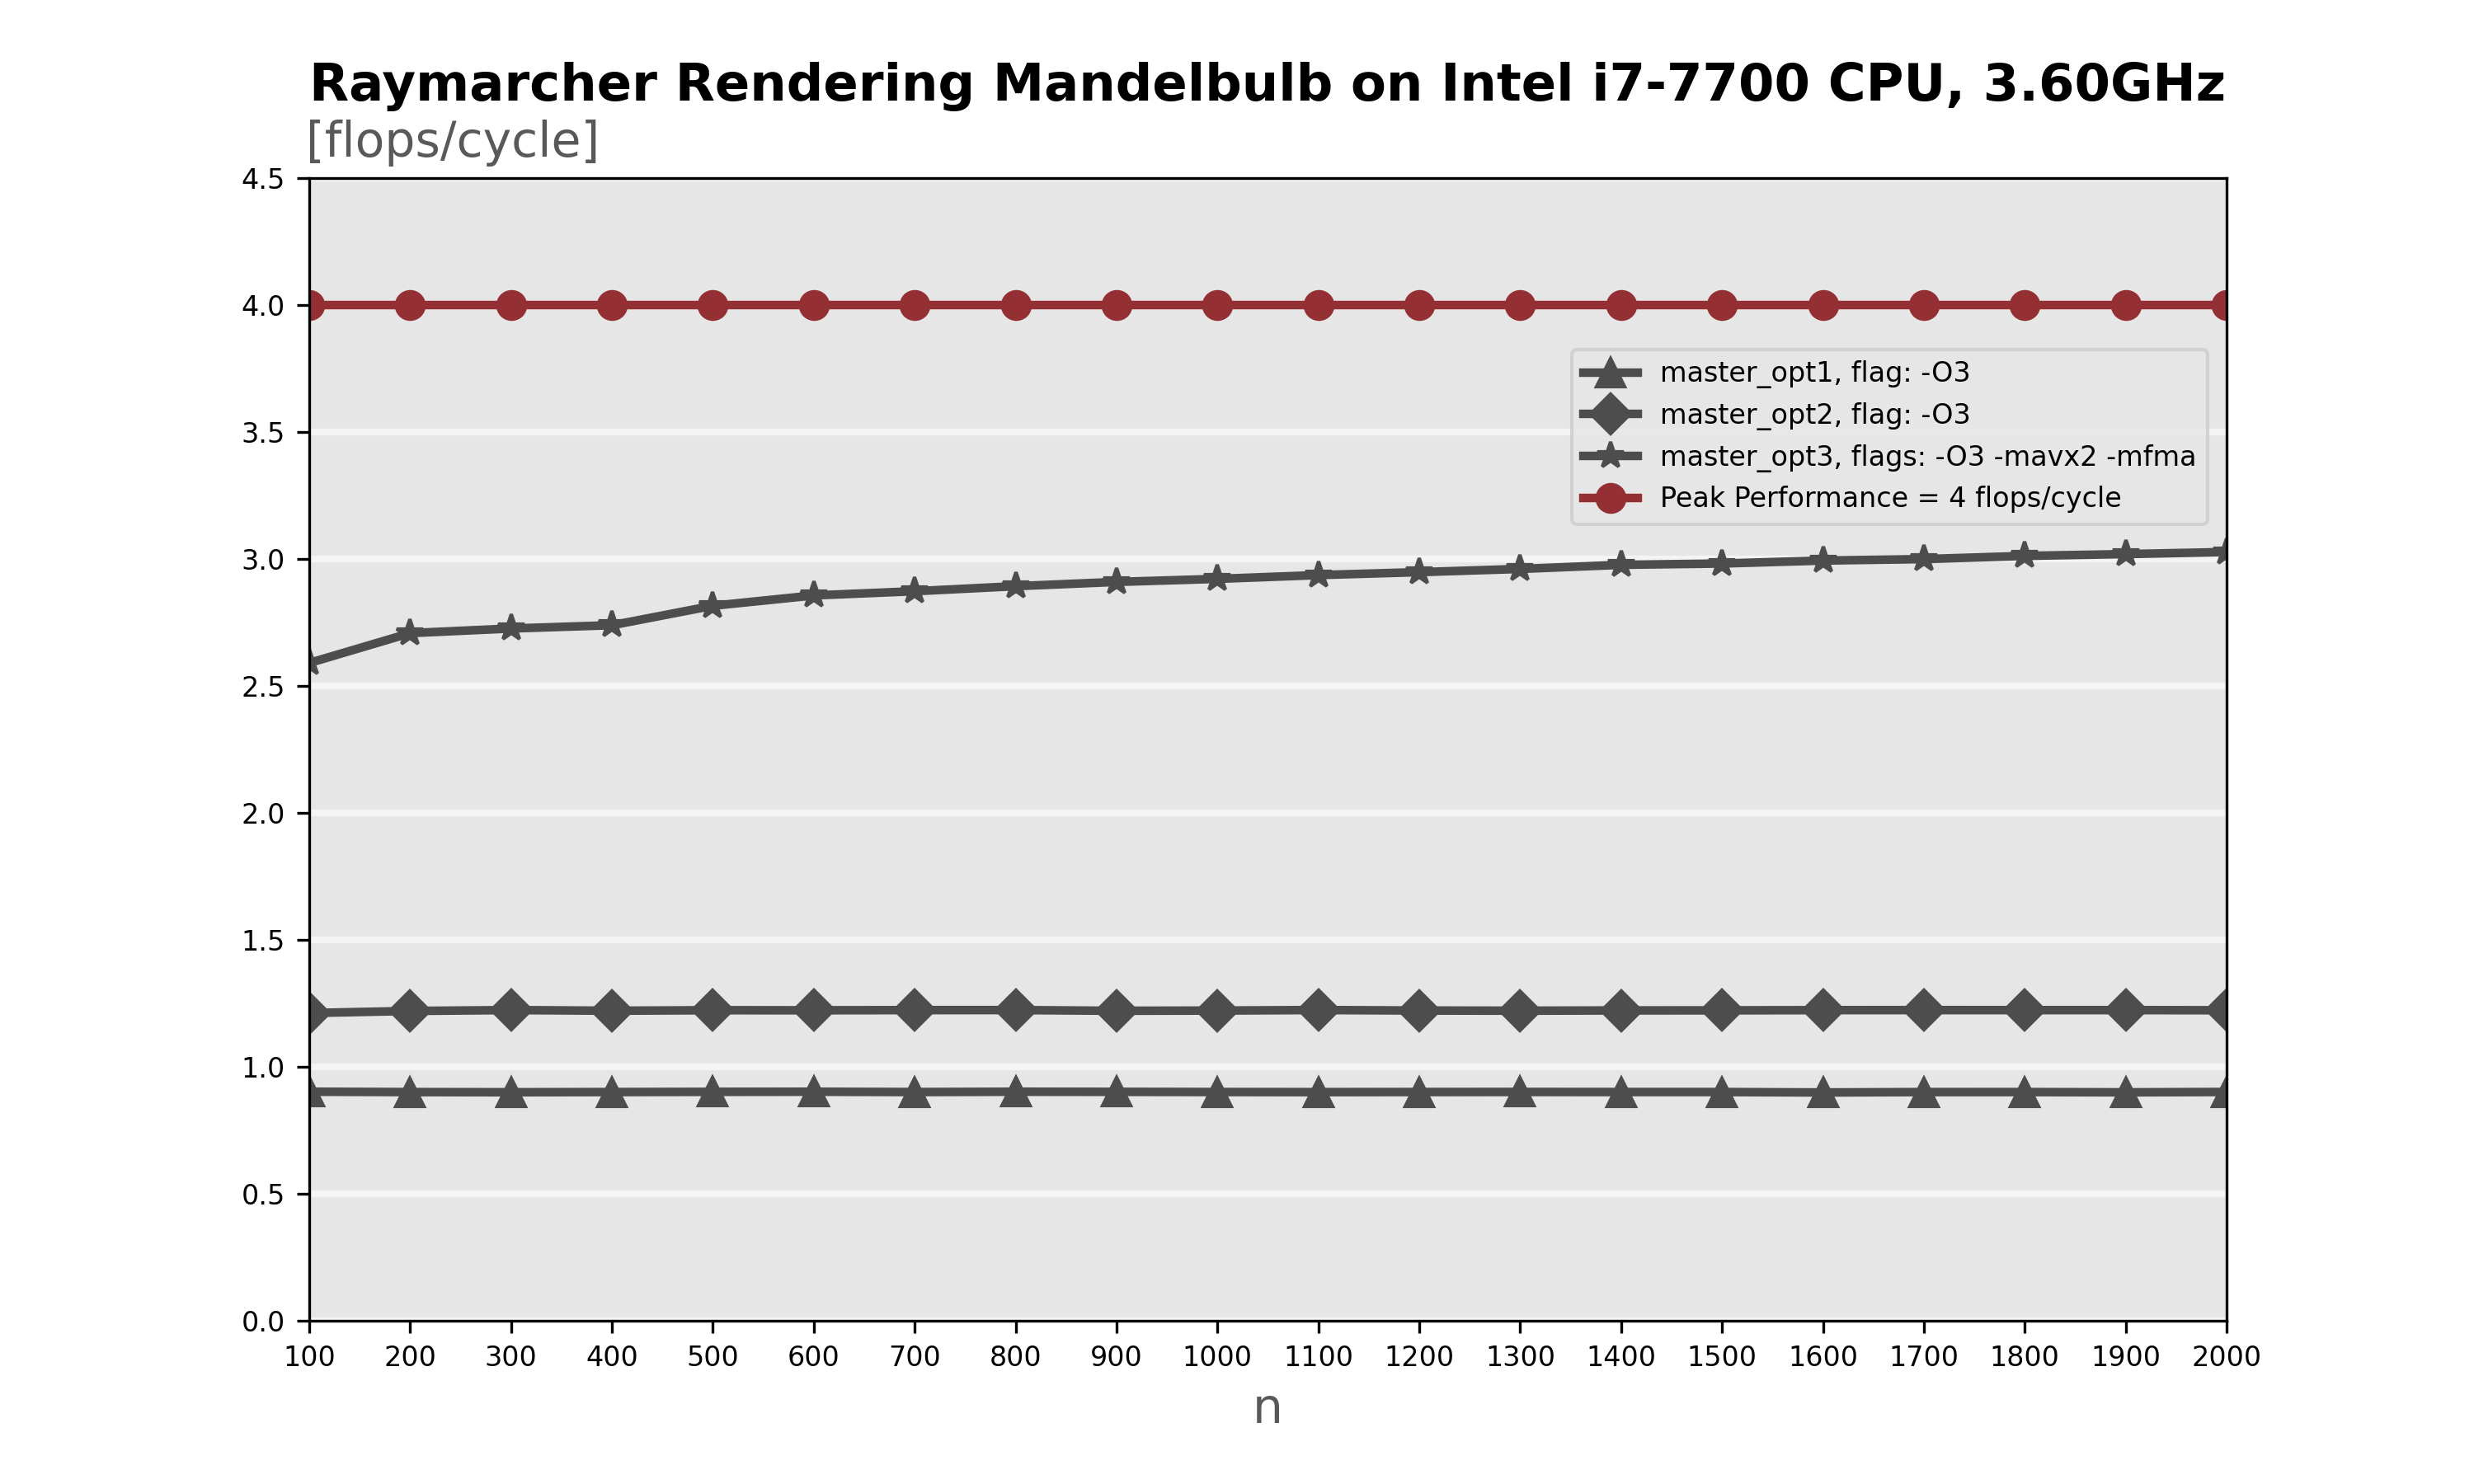 Raymarcher Rendering Mandelbulb on Intel i7-7700 CPU, 3.60GHz
[flops/cycle]
4.5
4.0
3.5
3.0
2.5
2.0
1.5
1.0
0.5
0.0
master_opt1, flag: -O3
master_opt2, flag: -O3
master_opt3, flags: -O3 -mavx2 -mfma
Peak Performance = 4 flops/cycle
100 200 300 400 500 600 700 800 900 1000 1100 1200 1300 1400 1500 1600 1700 1800 1900 2000
n